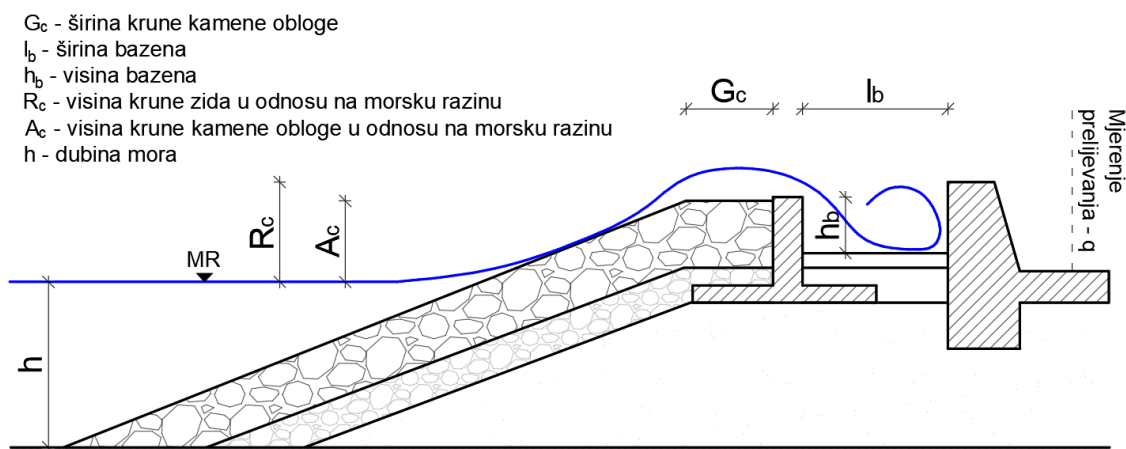 Gc - širina krune kamene obloge
lb - širina bazena
hb - visina bazena
Rc - visina krune zida u odnosu na morsku razinu
Ac - visina krune kamene obloge u odnosu na morsku razinu
h - dubina mora
Gc
lb
Mjerenje
prelijevanja - q
Rc
Ac
hb
MR
h